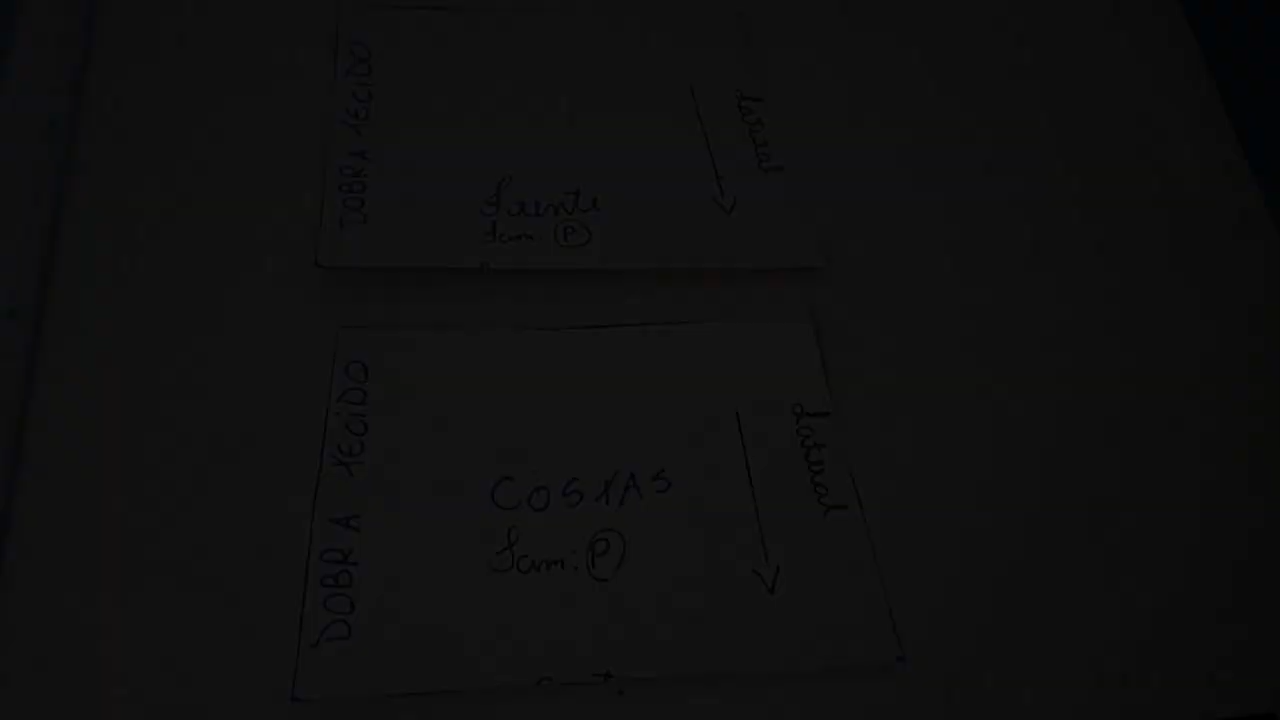 DOBRA TECIDO
Lateral
Frente
Tam: P
DOBRA TECIDO
Lateral
COSTAS
Tam: P